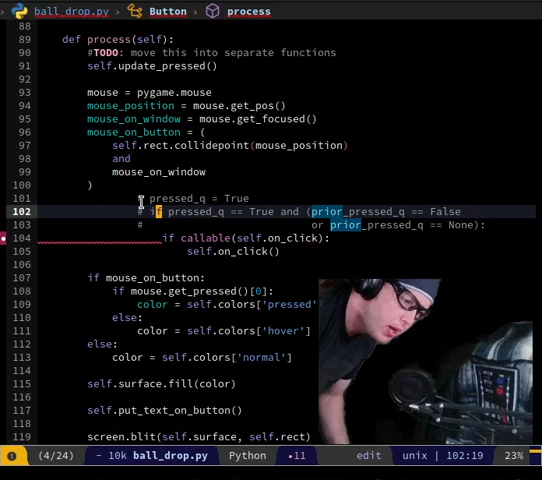 ball_drop.py > Button > process
88
89 def process(self):
90 #TODO: move this into separate functions
91 self.update_pressed()
92
93 mouse = pygame.mouse
94 mouse_position = mouse.get_pos()
95 mouse_on_window = mouse.get_focused()
96 mouse_on_button = (
97 self.rect.collidepoint(mouse_position)
98 and
99 mouse_on_window
100 )
101 pressed_q = True
102 # if pressed_q == True and (prior_pressed_q == False
103 # or prior_pressed_q == None):
104 if callable(self.on_click):
105 self.on_click()
106
107 if mouse_on_button:
108 if mouse.get_pressed()[0]:
109 color = self.colors['pressed'
110 else:
111 color = self.colors['hover']
112 else:
113 color = self.colors['normal']
114
115 self.surface.fill(color)
116
117 self.put_text_on_button()
118
119 screen.blit(self.surface, self.rect)
(4/24) - 10k ball_drop.py Python •11 edit unix | 102:19 23%